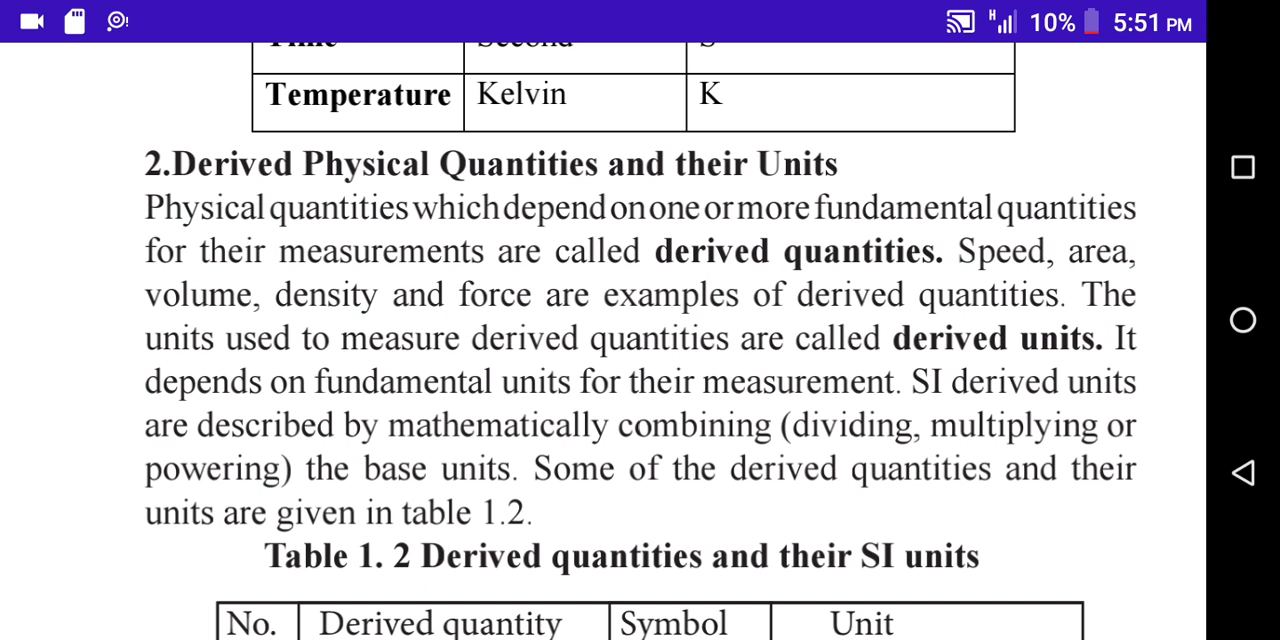 10% 5:51 PM
Time Second S
Temperature Kelvin K
2.Derived Physical Quantities and their Units
Physical quantities which depend on one or more fundamental quantities
for their measurements are called derived quantities. Speed, area,
volume, density and force are examples of derived quantities. The
units used to measure derived quantities are called derived units. It
depends on fundamental units for their measurement. SI derived units
are described by mathematically combining (dividing, multiplying or
powering) the base units. Some of the derived quantities and their
units are given in table 1.2.
Table 1. 2 Derived quantities and their SI units
No. Derived quantity Symbol Unit